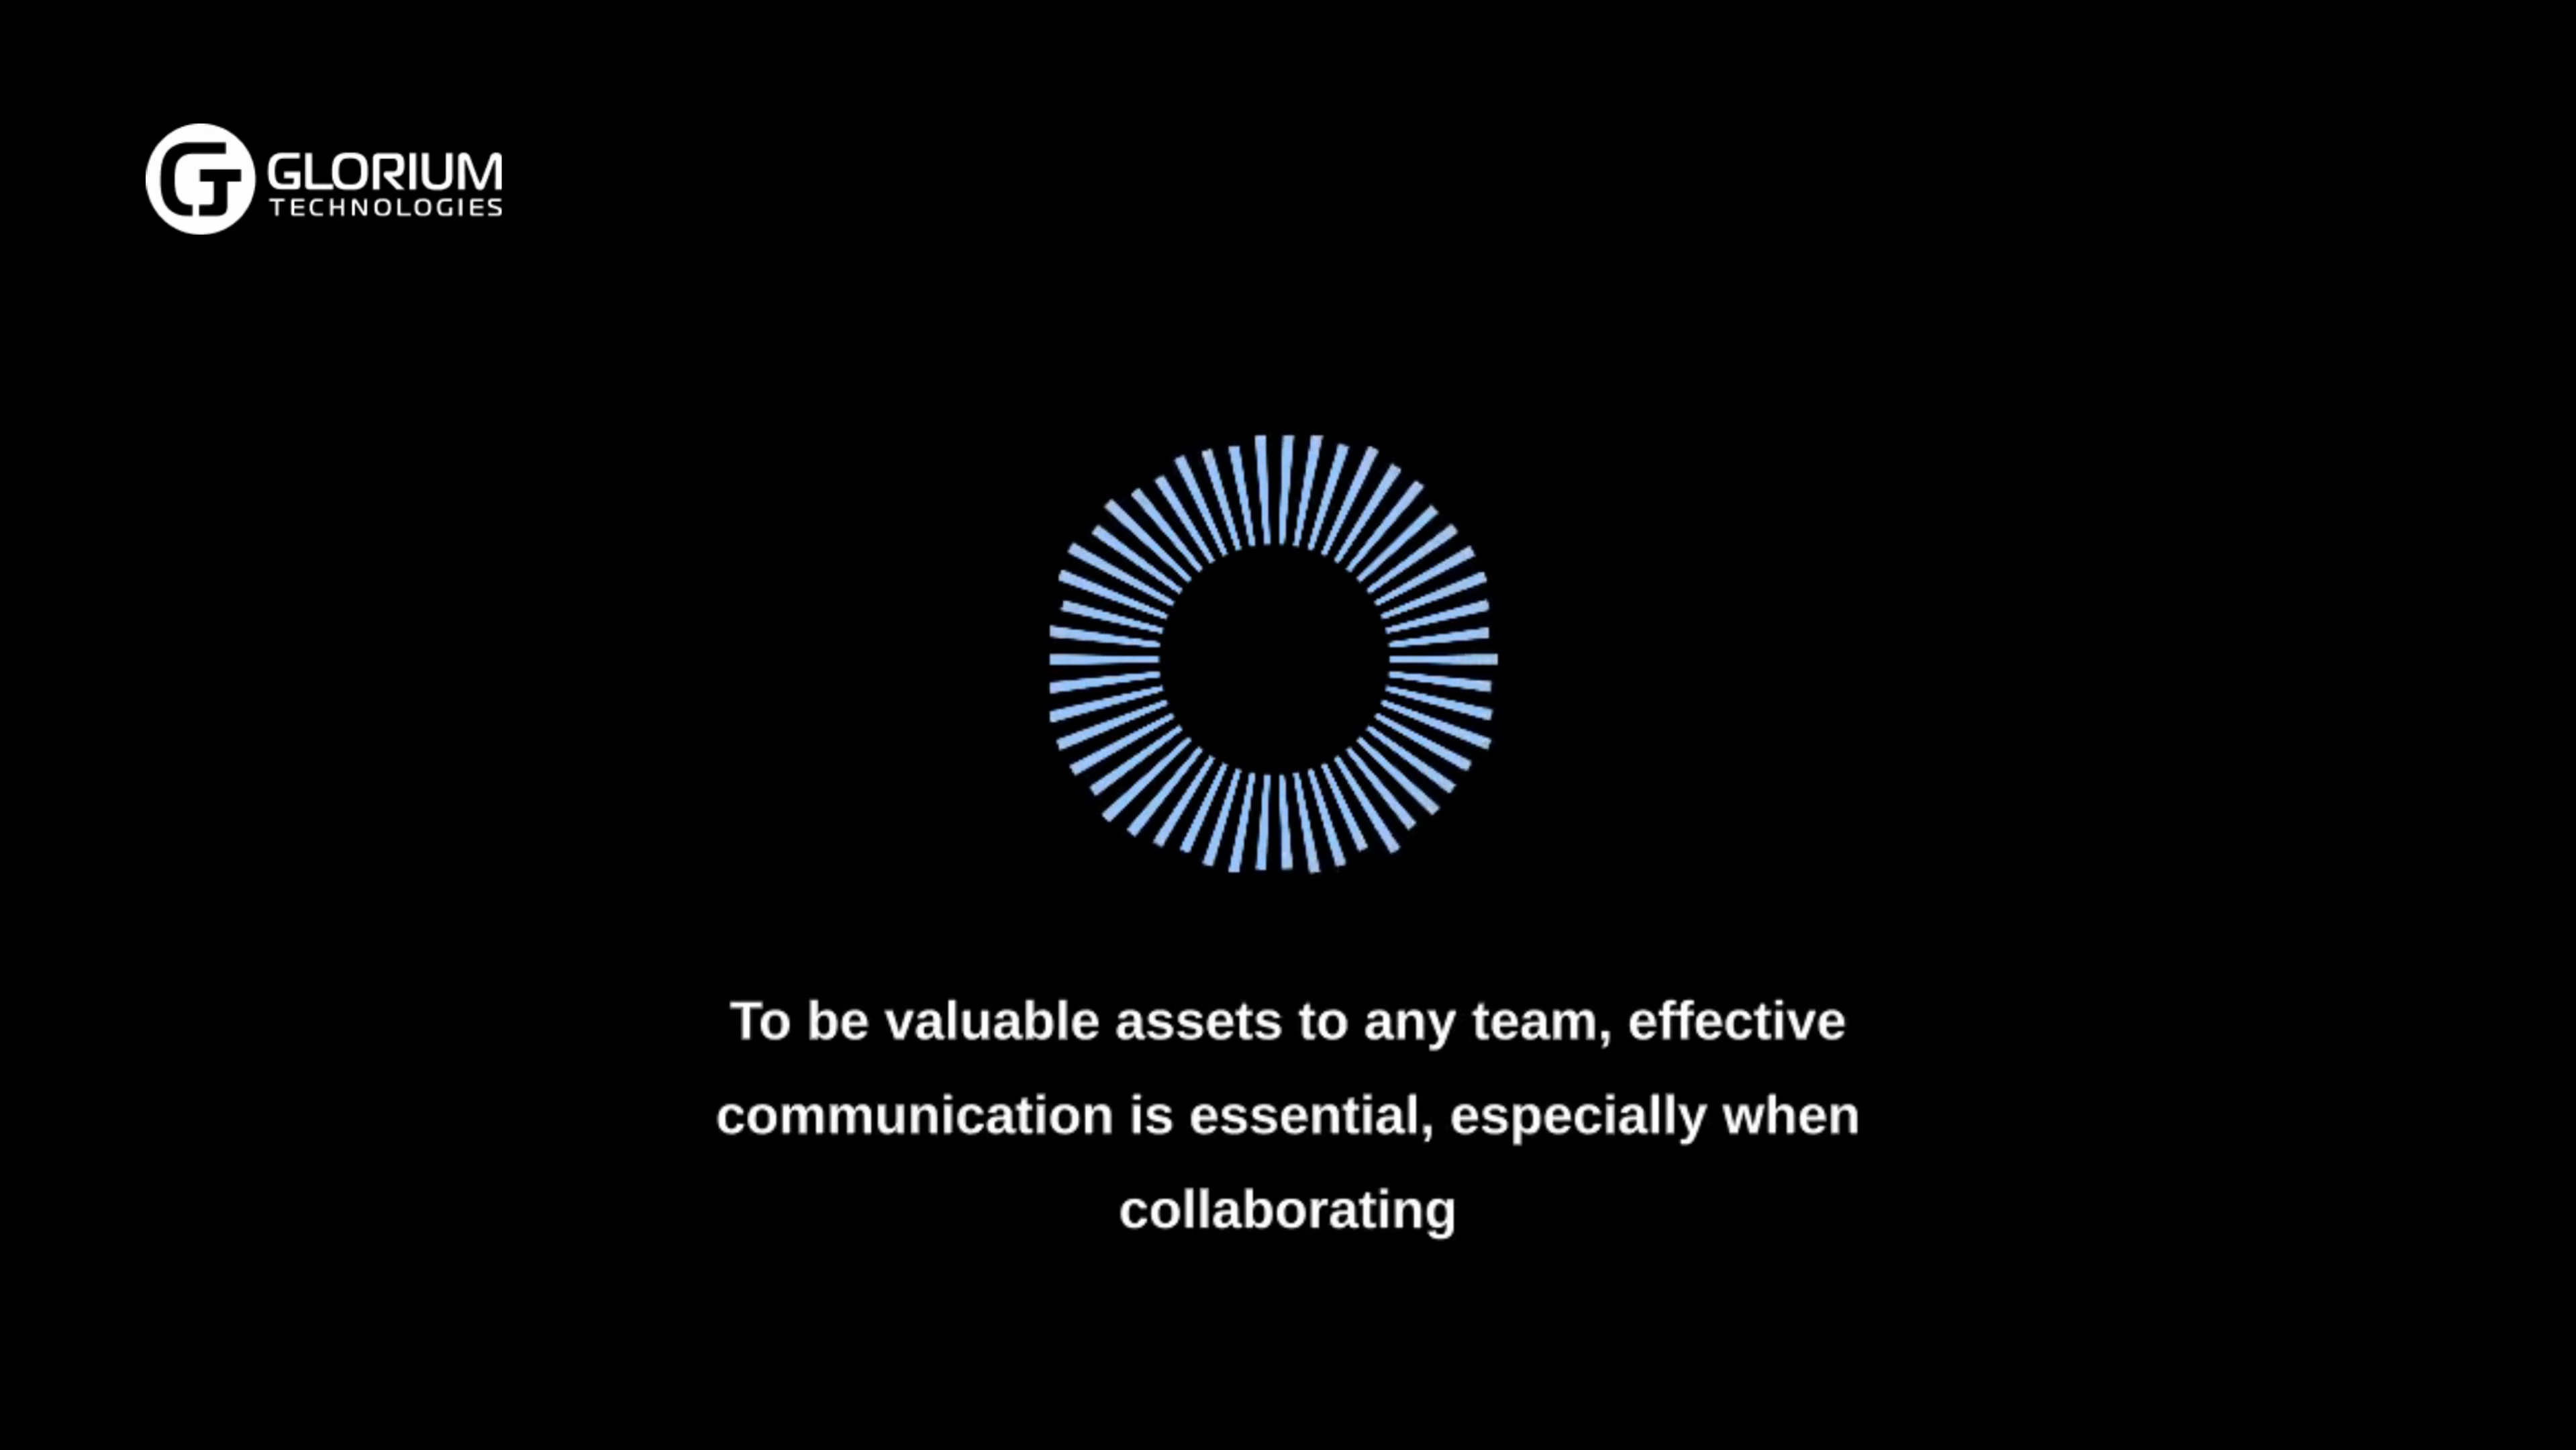 GLORIUM
TECHNOLOGIES
To be valuable assets to any team, effective
communication is essential, especially when
collaborating